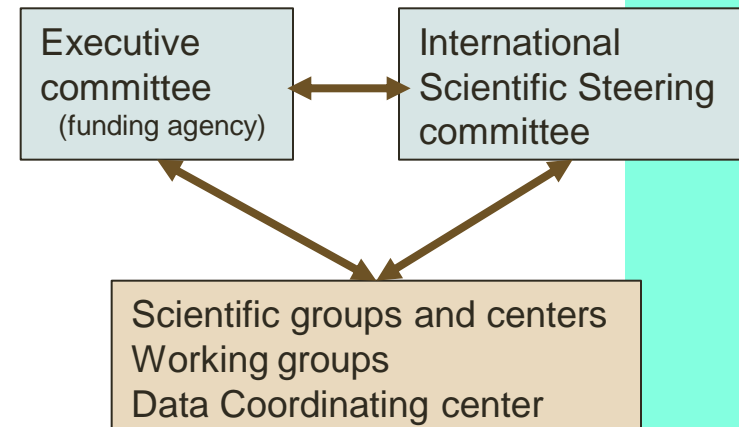 Executive
committee
(funding agency)
International
Scientific Steering
committee
Scientific groups and centers
Working groups
Data Coordinating center